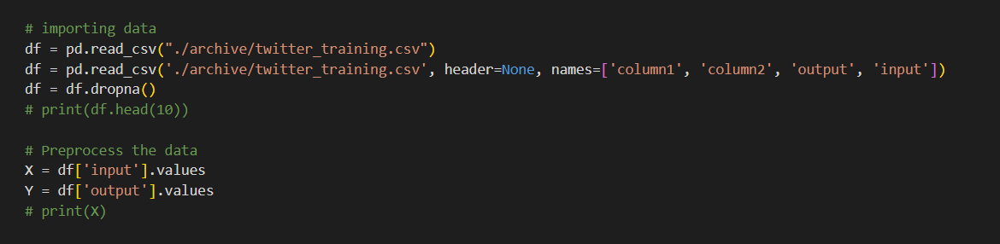 # importing data
df = pd.read_csv("./archive/twitter_training.csv")
df = pd.read_csv('./archive/twitter_training.csv', header=None, names=['column1', 'column2', 'output', 'input'])
df = df.dropna()
# print(df.head(10))
# Preprocess the data
X = df['input'].values
Y = df['output'].values
# print(X)